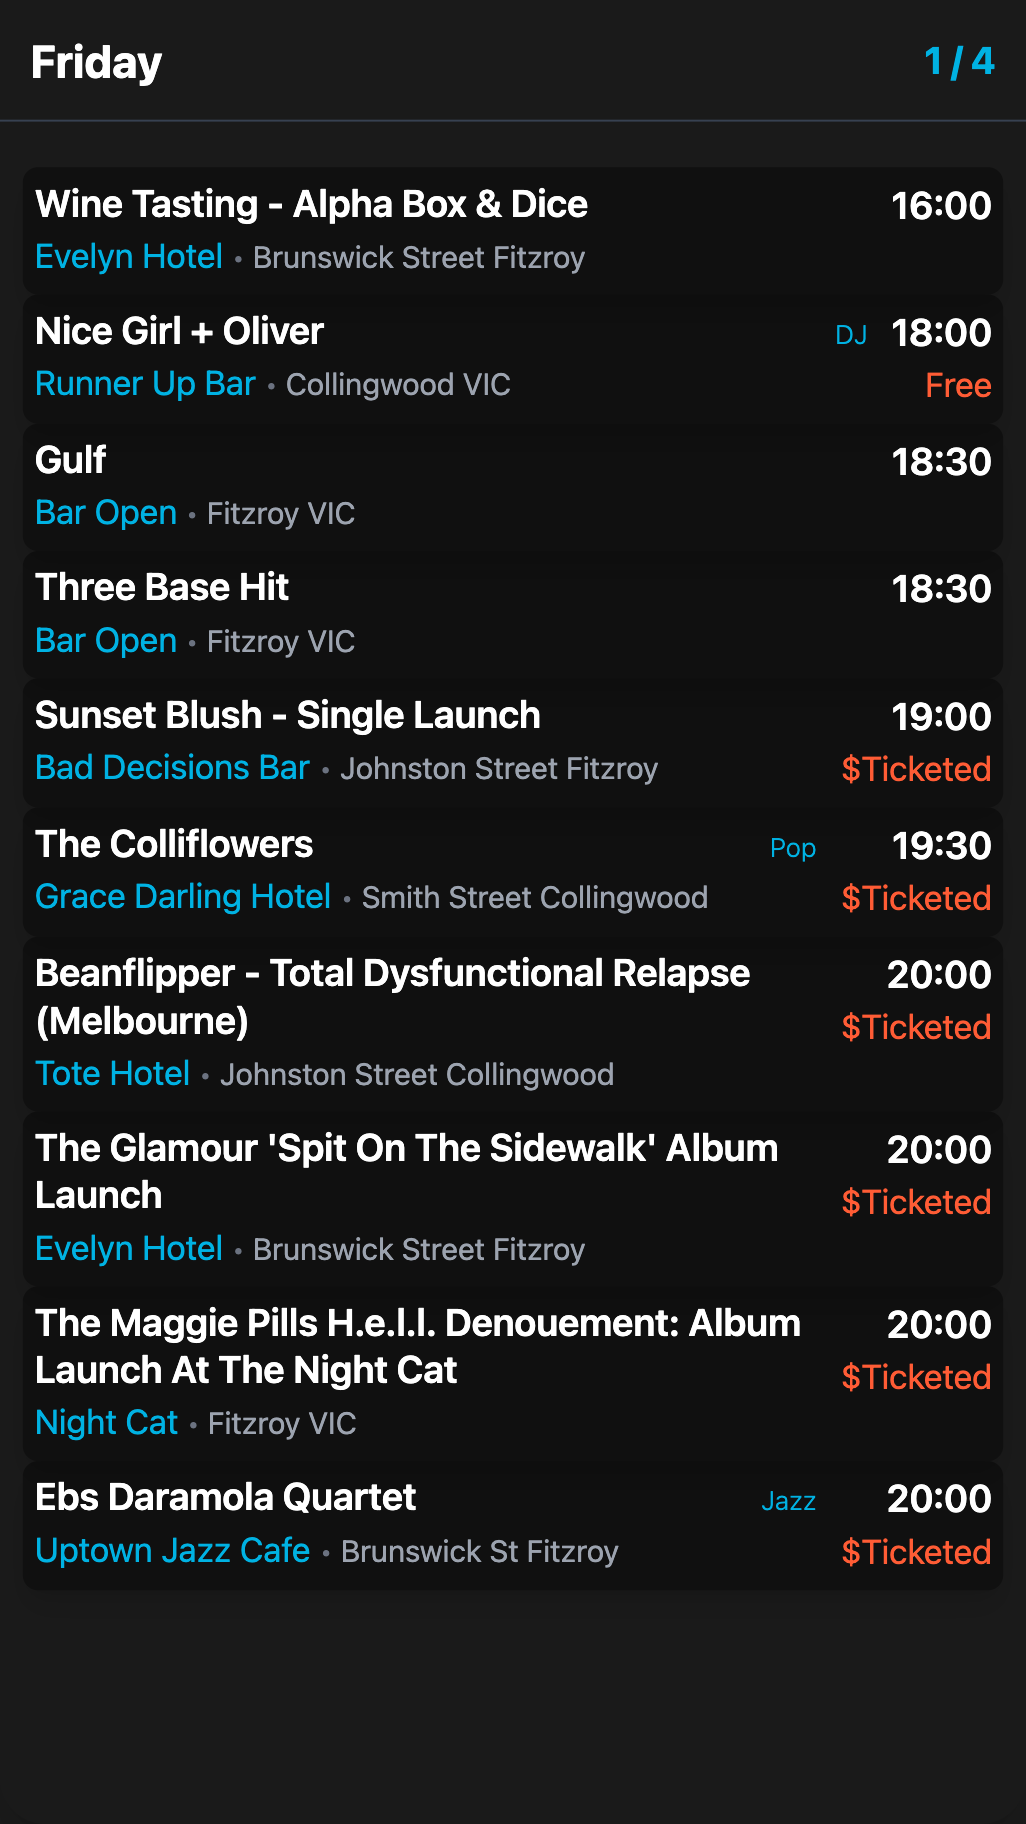 Friday 1 / 4
Wine Tasting - Alpha Box & Dice 16:00
Evelyn Hotel • Brunswick Street Fitzroy
Nice Girl + Oliver DJ 18:00
Runner Up Bar • Collingwood VIC Free
Gulf 18:30
Bar Open • Fitzroy VIC
Three Base Hit 18:30
Bar Open • Fitzroy VIC
Sunset Blush - Single Launch 19:00
Bad Decisions Bar • Johnston Street Fitzroy $Ticketed
The Colliflowers Pop 19:30
Grace Darling Hotel • Smith Street Collingwood $Ticketed
Beanflipper - Total Dysfunctional Relapse 20:00
(Melbourne) $Ticketed
Tote Hotel • Johnston Street Collingwood
The Glamour 'Spit On The Sidewalk' Album 20:00
Launch $Ticketed
Evelyn Hotel • Brunswick Street Fitzroy
The Maggie Pills H.e.l.l. Denouement: Album 20:00
Launch At The Night Cat $Ticketed
Night Cat • Fitzroy VIC
Ebs Daramola Quartet Jazz 20:00
Uptown Jazz Cafe • Brunswick St Fitzroy $Ticketed